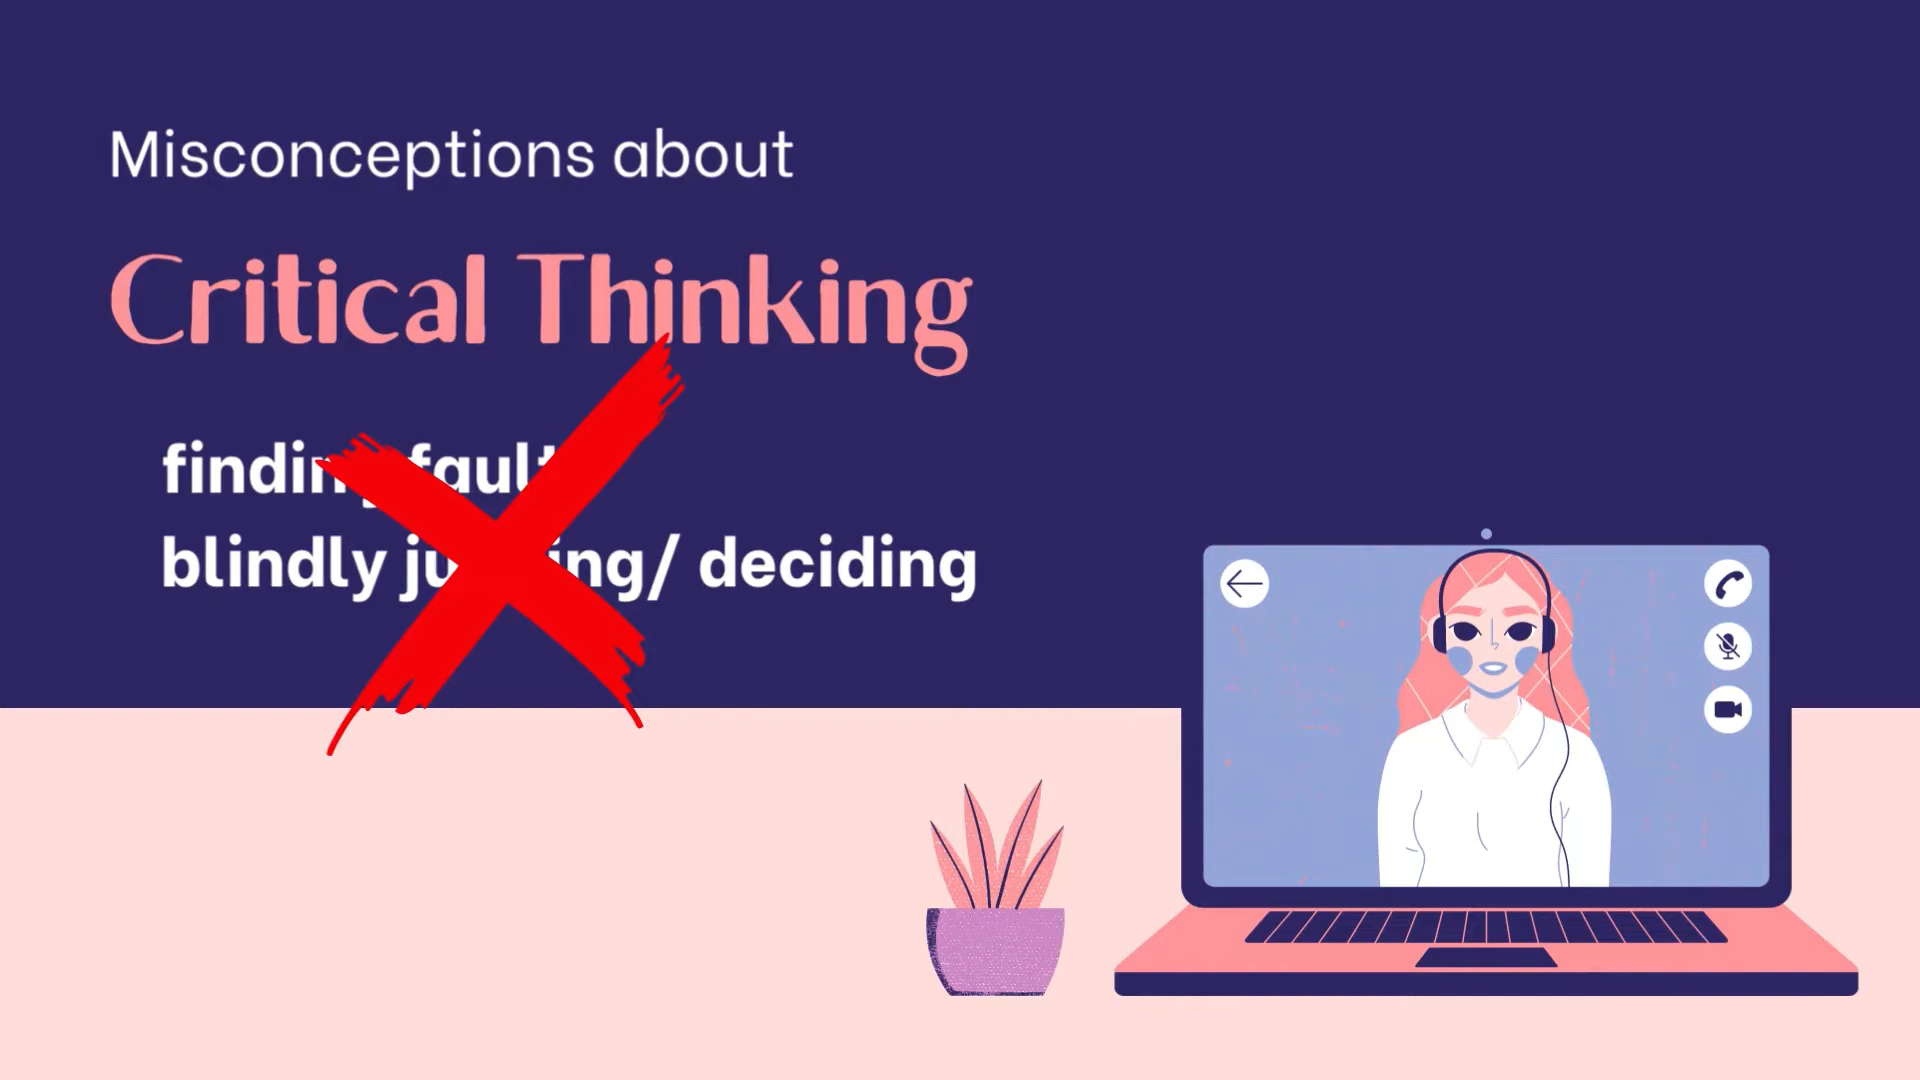 Misconceptions about
Critical Thinking
blindly deciding